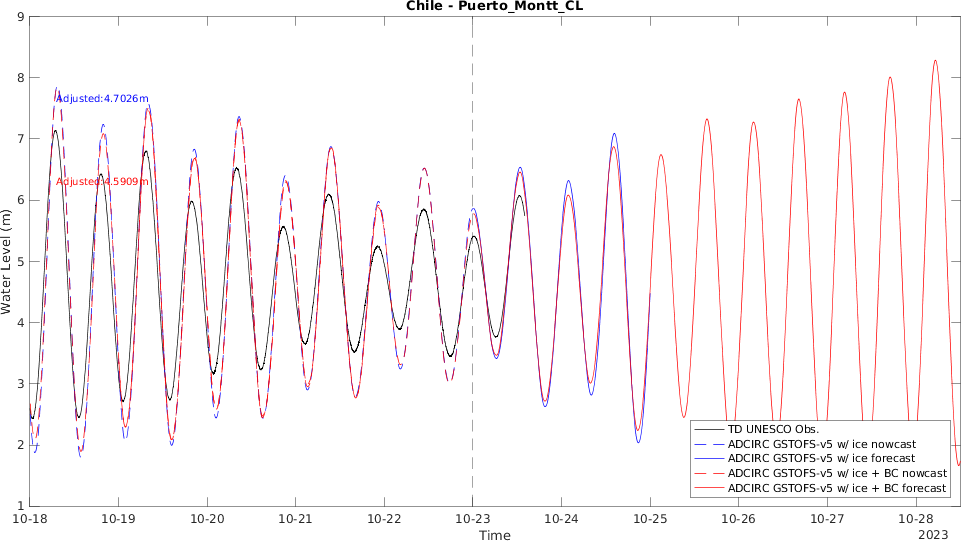 Chile - Puerto_Montt_CL
9
8
7
6
5
4
3
2
1
Water Level (m)
Adjusted:4.7026m
Adjusted:4.5909m
TD UNESCO Obs.
ADCIRC GSTOFS-v5 w/ ice nowcast
ADCIRC GSTOFS-v5 w/ ice forecast
ADCIRC GSTOFS-v5 w/ ice + BC nowcast
ADCIRC GSTOFS-v5 w/ ice + BC forecast
10-18 10-19 10-20 10-21 10-22 10-23 10-24 10-25 10-26 10-27 10-28
Time
2023